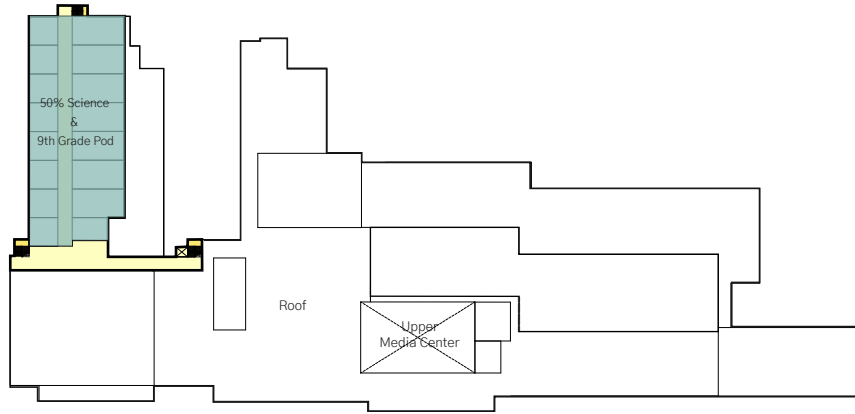 50% Science
&
9th Grade Pod
Roof
Upper
Media Center